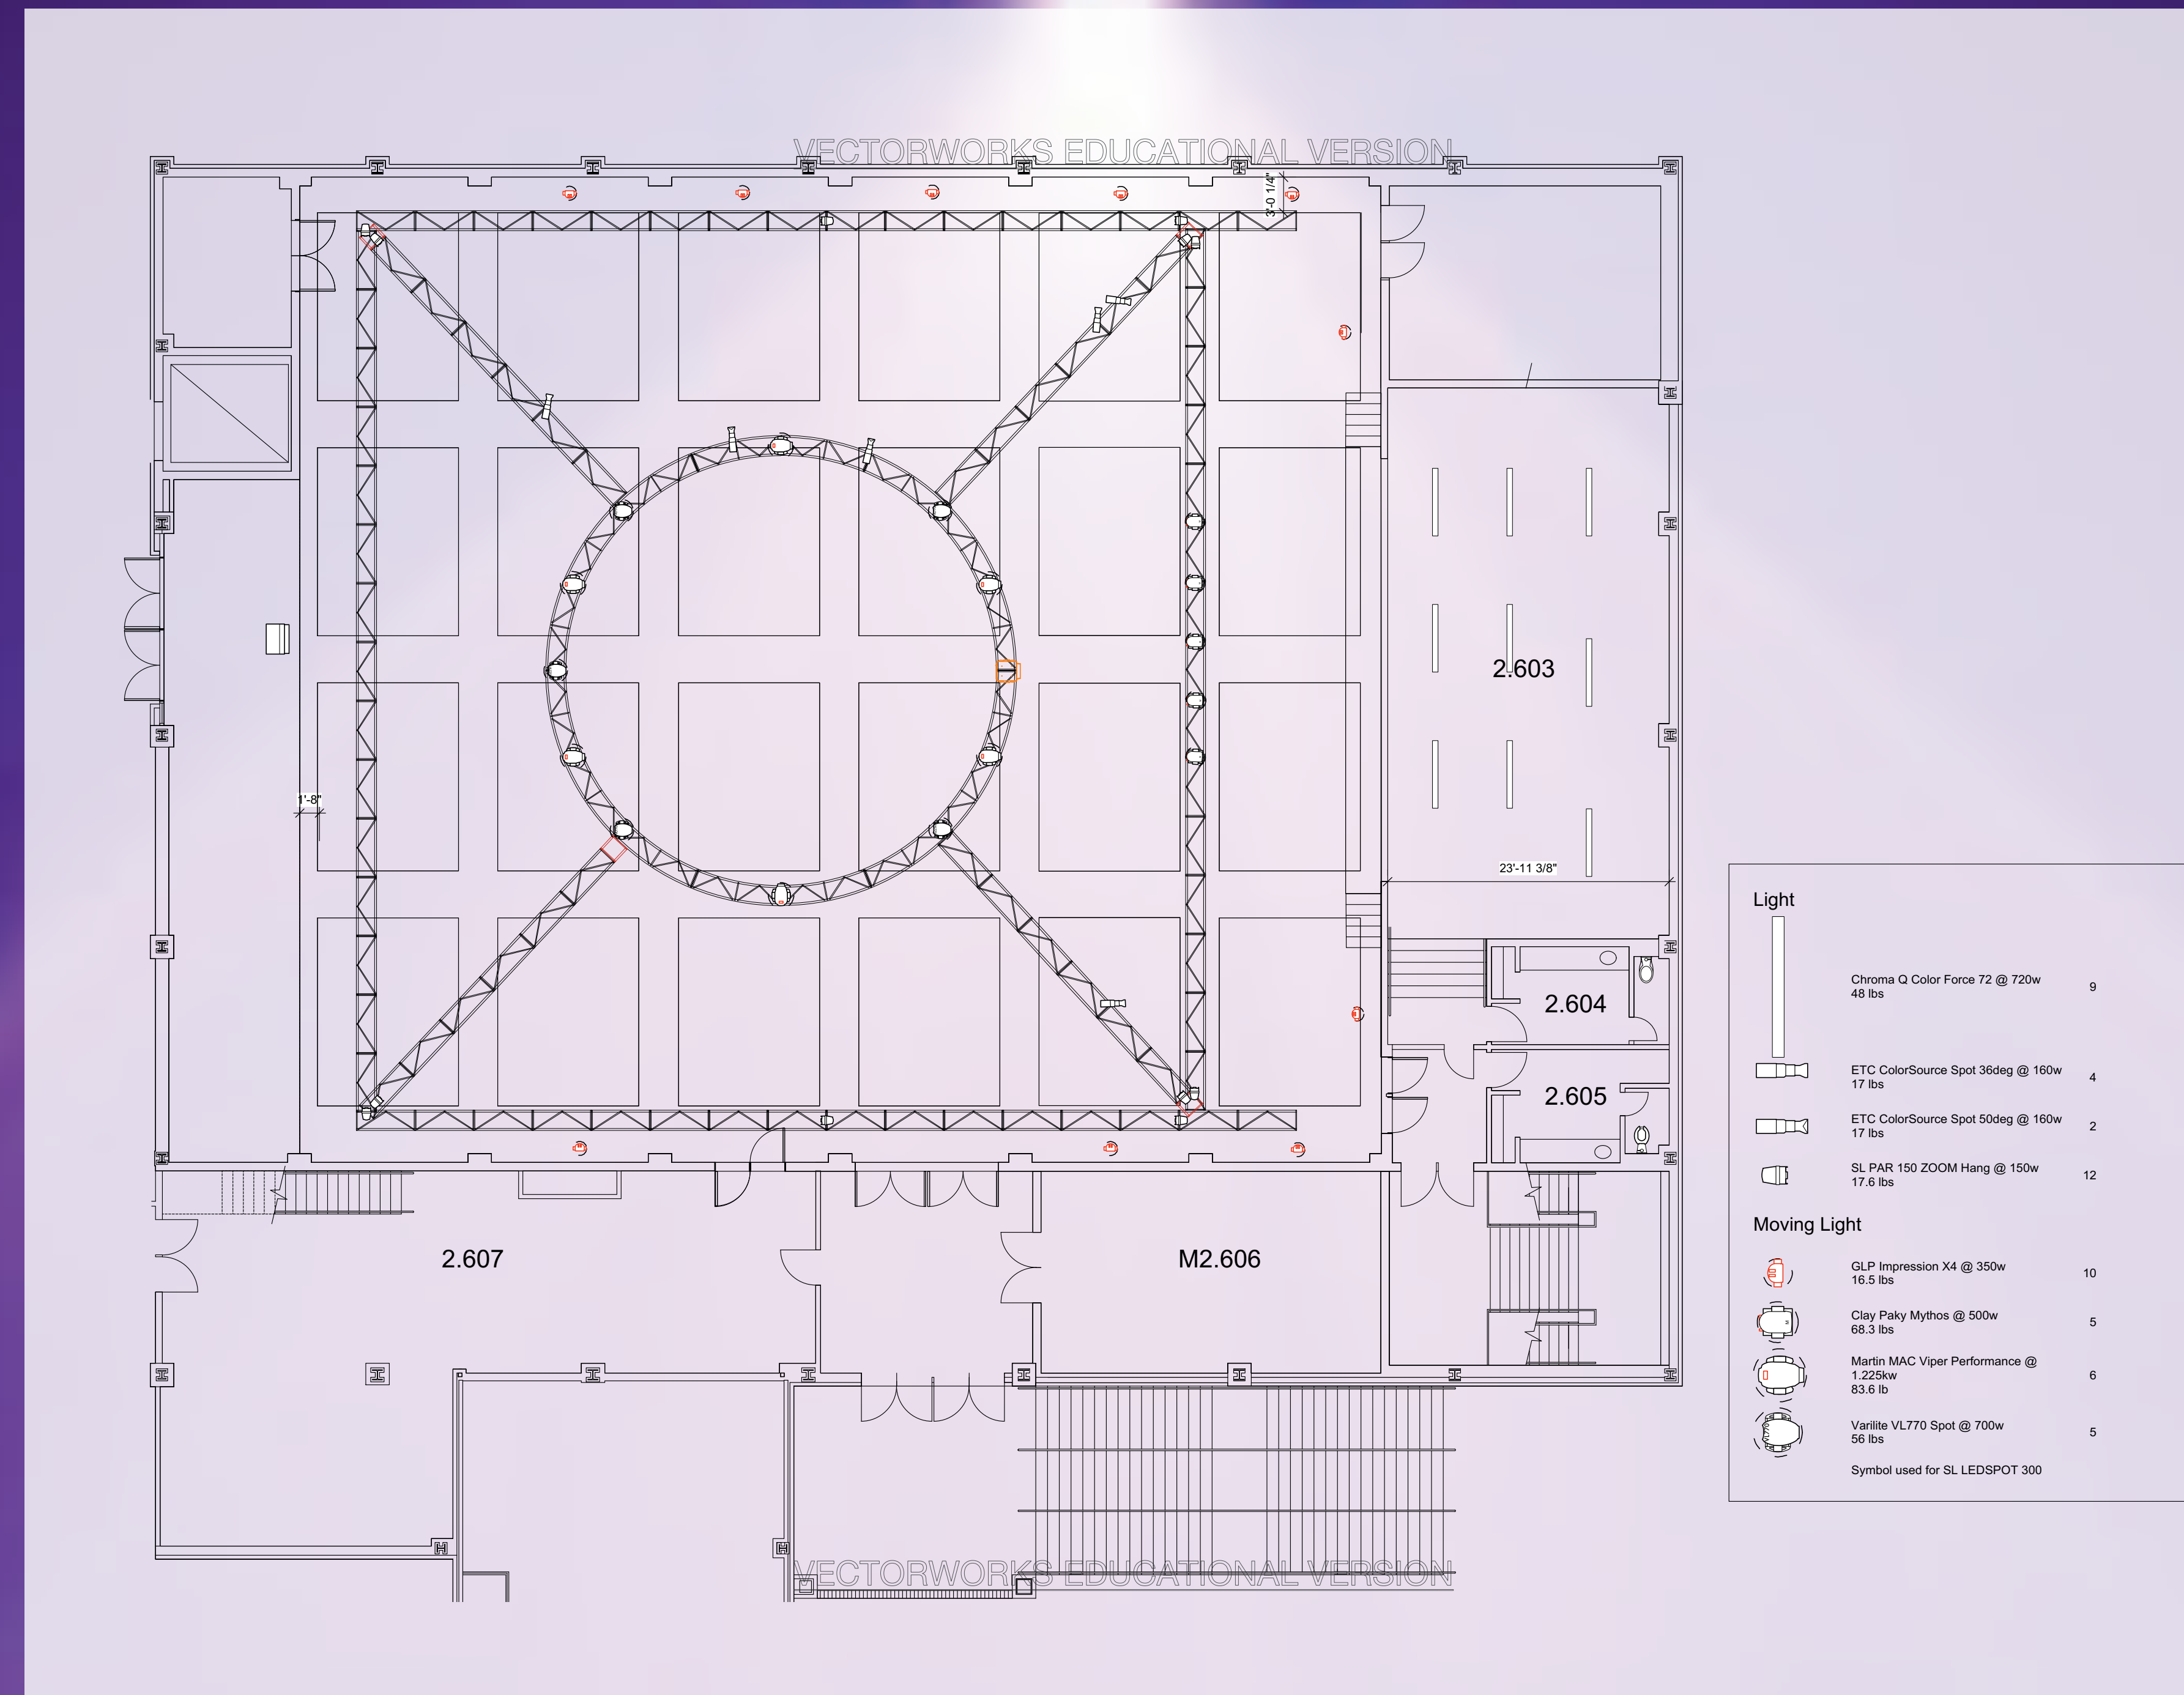 VECTORWORKS EDUCATIONAL VERSION
3'-0 1/4"
2.603
1'-8"
23'-11 3/8"
2.604
2.605
2.607
M2.606
VECTORWORKS EDUCATIONAL VERSION
Light
Chroma Q Color Force 72 @ 720w
48 lbs
9
ETC ColorSource Spot 36deg @ 160w
17 lbs
4
ETC ColorSource Spot 50deg @ 160w
17 lbs
2
SL PAR 150 ZOOM Hang @ 150w
17.6 lbs
12
Moving Light
GLP Impression X4 @ 350w
16.5 lbs
10
Clay Paky Mythos @ 500w
68.3 lbs
5
Martin MAC Viper Performance @
1.225kw
83.6 lb
6
Varilite VL770 Spot @ 700w
56 lbs
5
Symbol used for SL LEDSPOT 300